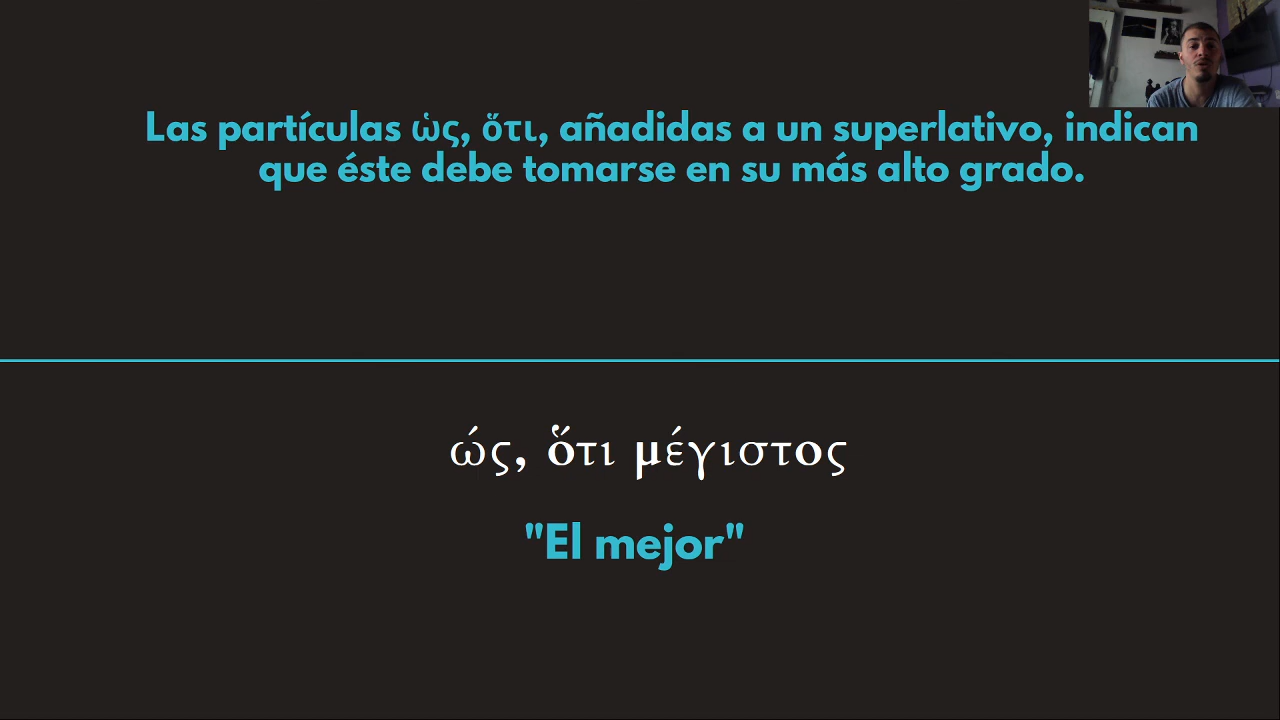 Las partículas ὡς, ὅτι, añadidas a un superlativo, indican
que éste debe tomarse en su más alto grado.
ώς, ὅτι μέγιστος
"El mejor"